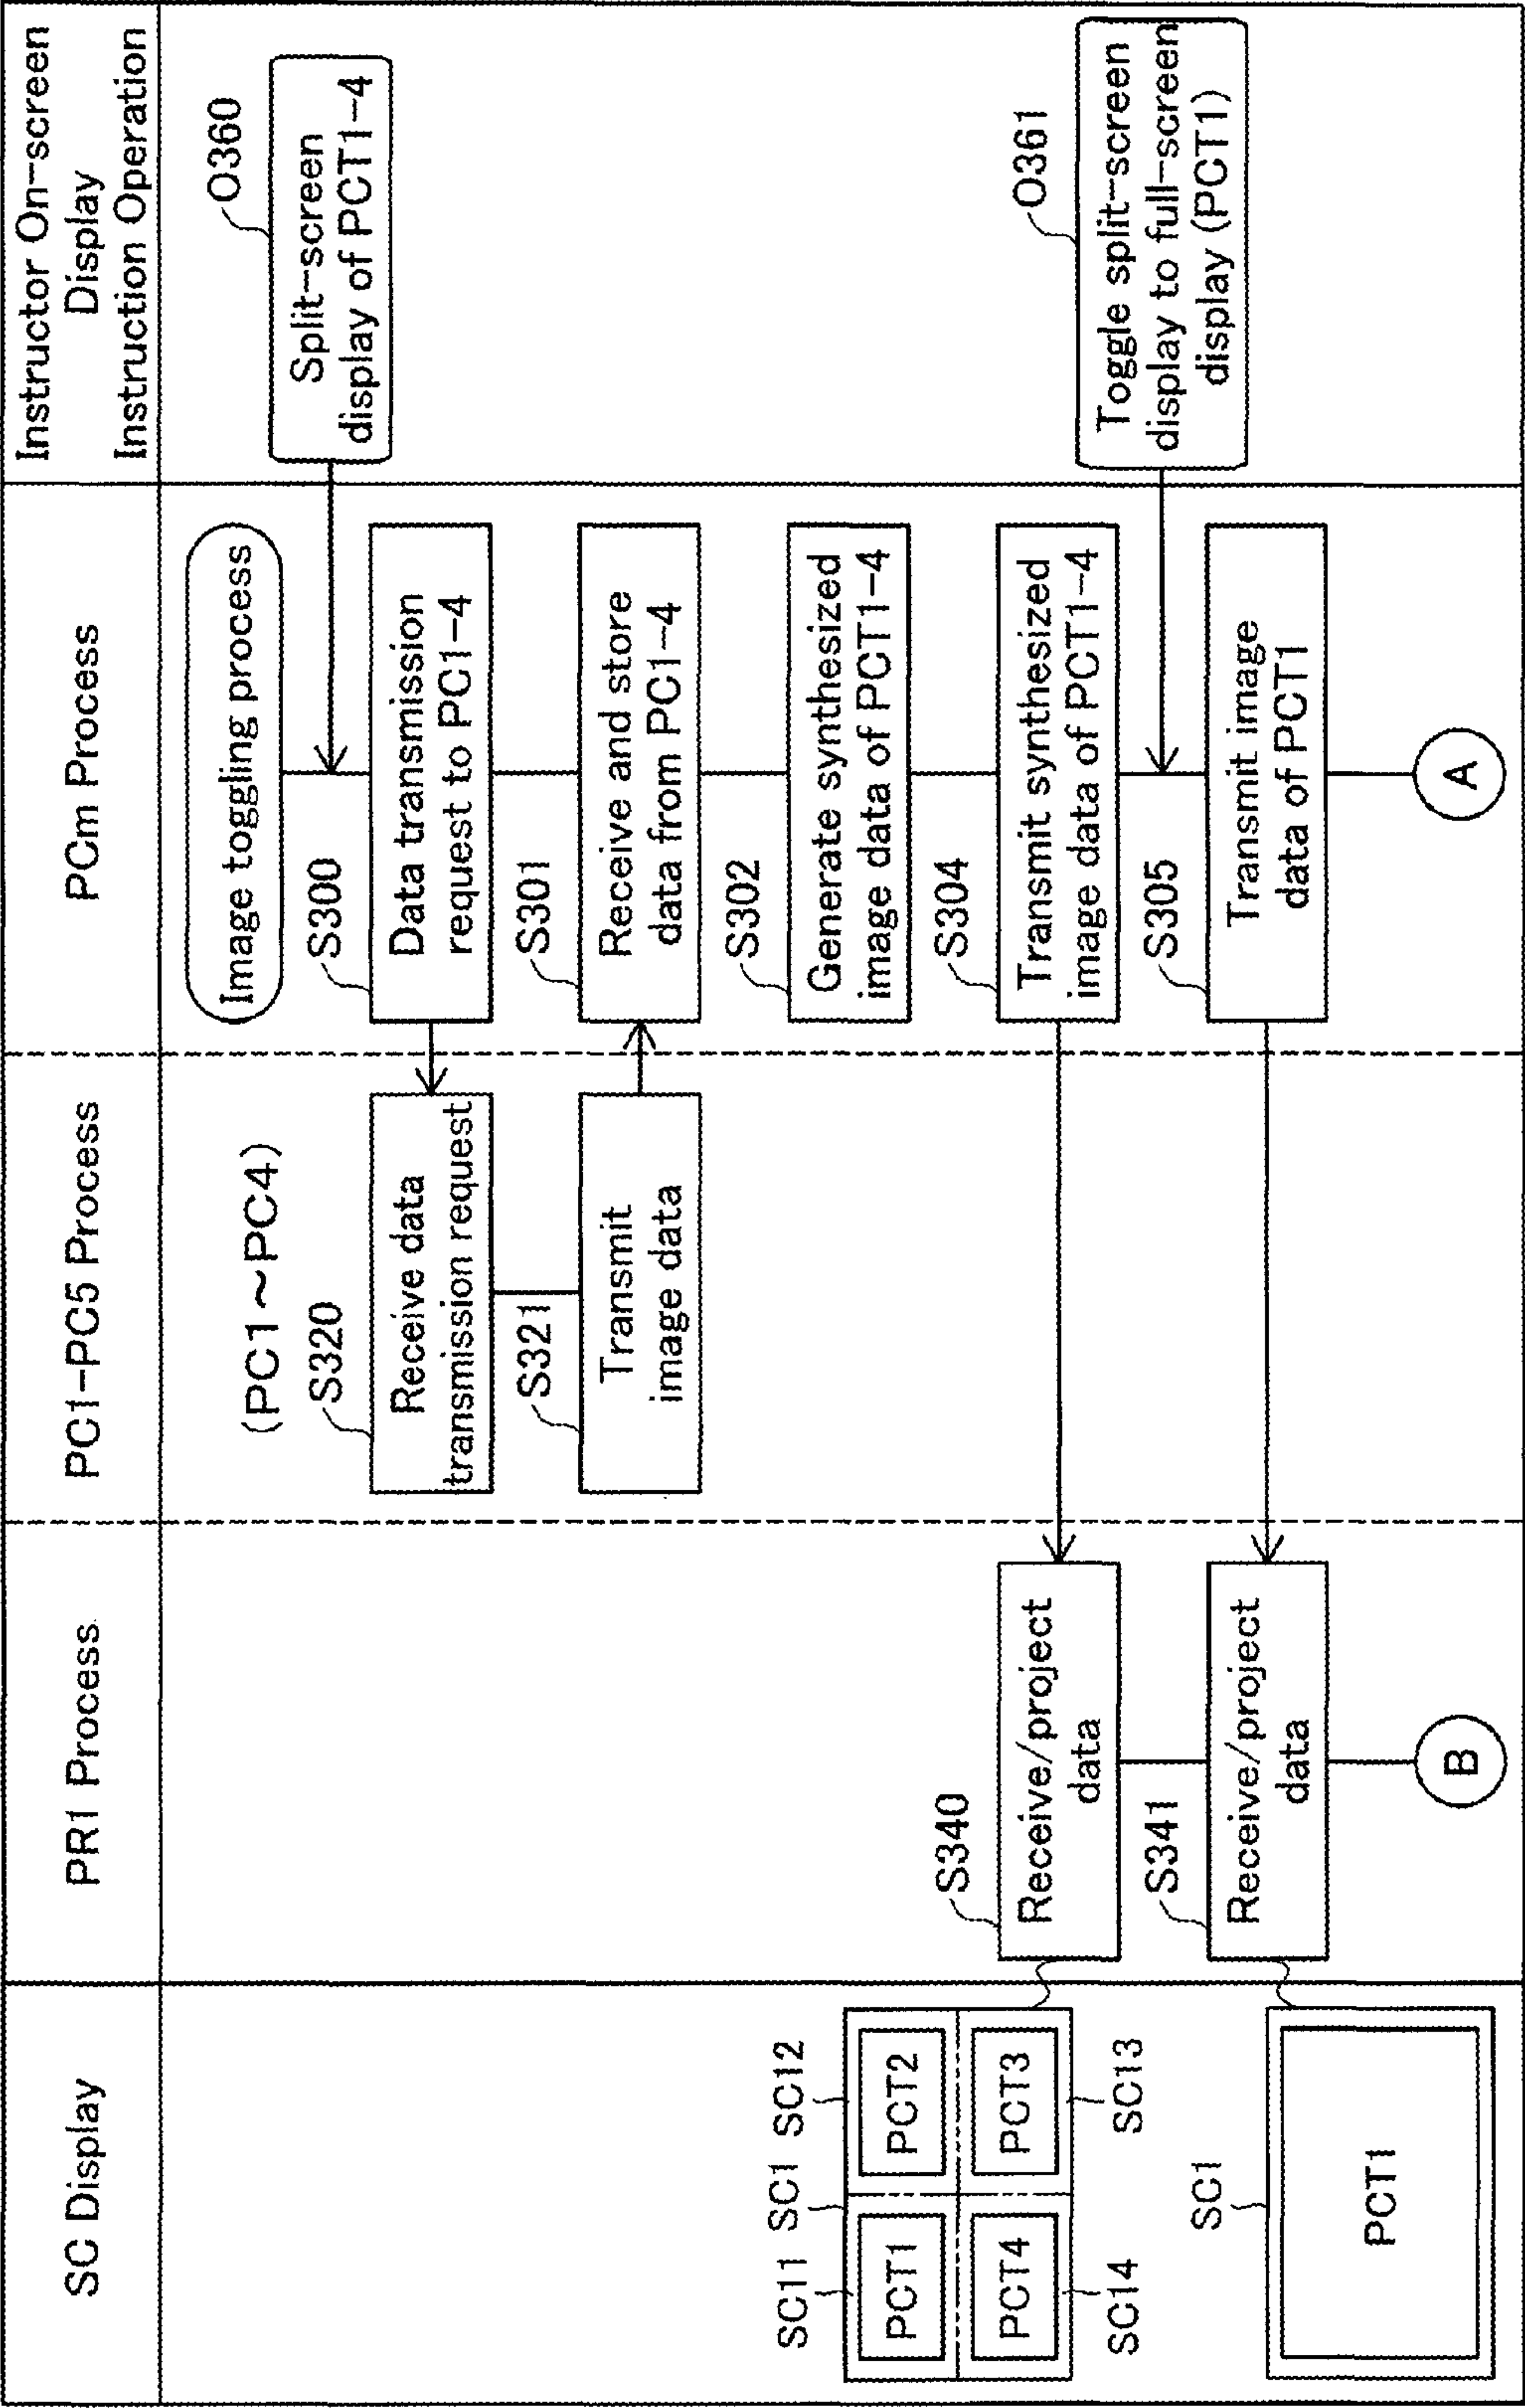 SC Display
PR1 Process
PC1-PC5 Process
PCm Process
Instructor On-screen
Display
Instruction Operation
Image toggling process
O360
Split-screen
display of PCT1-4
(PC1~PC4)
S320
Receive data
transmission request
S300
Data transmission
request to PC1-4
S321
Transmit
image data
S301
Receive and store
data from PC1-4
S302
Generate synthesized
image data of PCT1-4
SC11
SC1
SC12
PCT1
PCT2
PCT4
PCT3
SC14
SC13
S340
Receive/project
data
S304
Transmit synthesized
image data of PCT1-4
O361
Toggle split-screen
display to full-screen
display (PCT1)
SC1
PCT1
S341
Receive/project
data
S305
Transmit image
data of PCT1
B
A